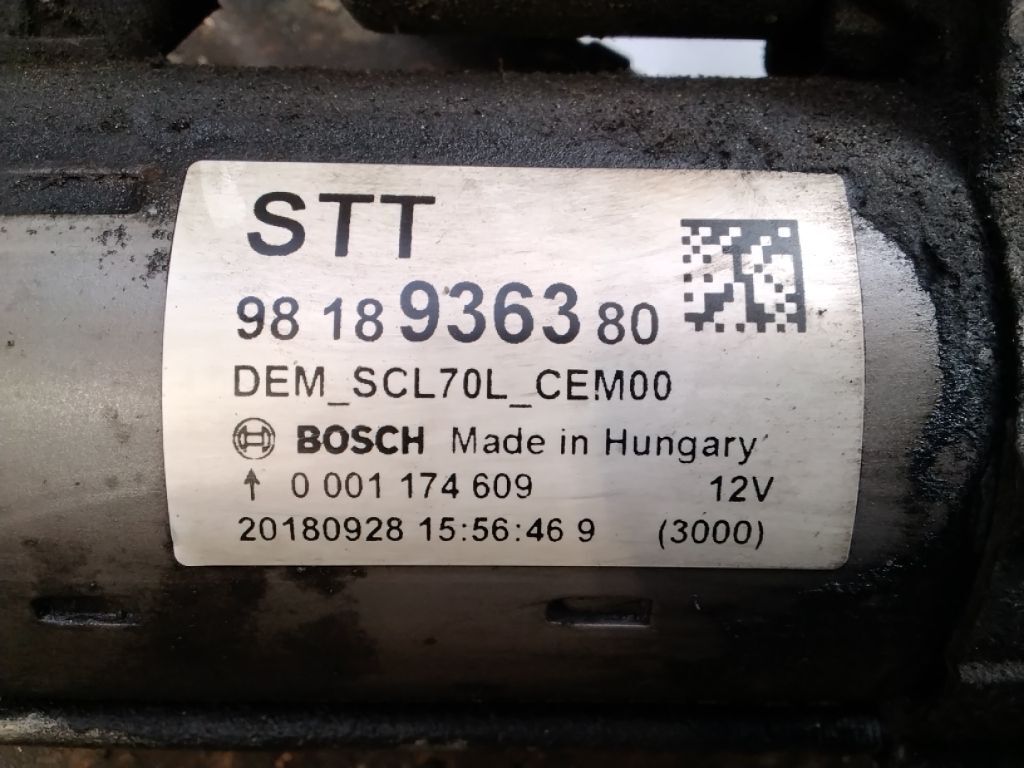 STT
98 18 9363 80
DEM_SCL70L_CEM00
BOSCH Made in Hungary
↑ 0 001 174 609 12V
20180928 15:56:46 9 (3000)